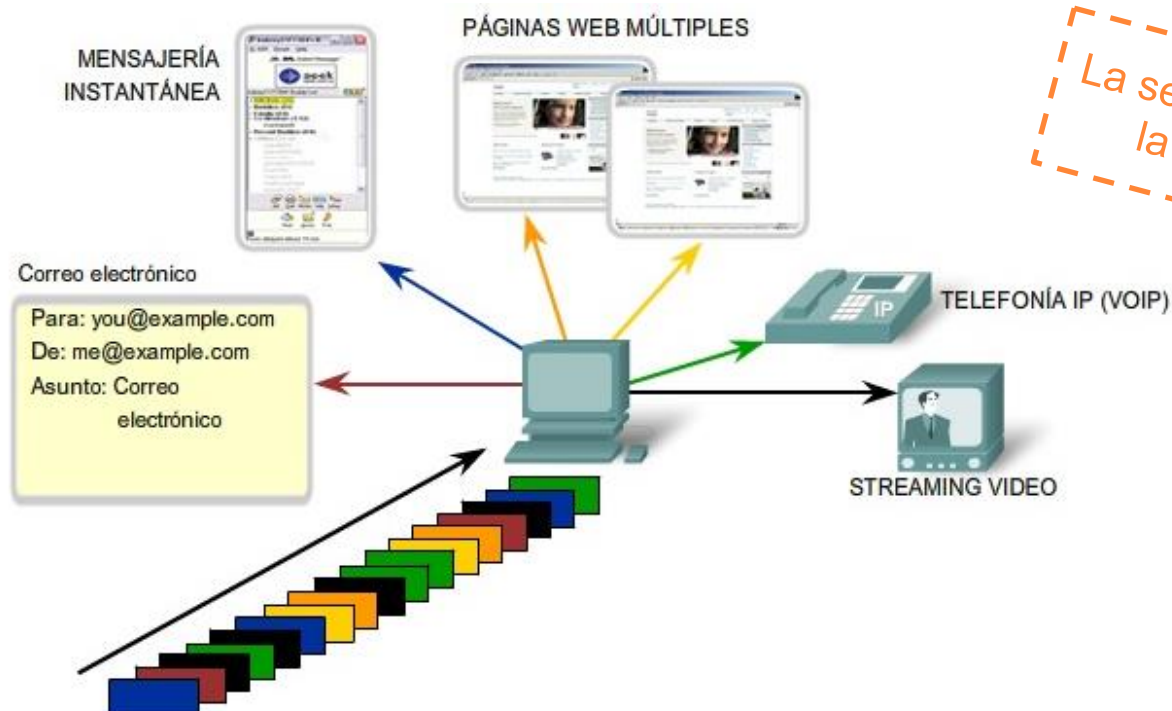 PÁGINAS WEB MÚLTIPLES
MENSAJERÍA
INSTANTÁNEA
La
la
Correo electrónico
Para: you@example.com
De: me@example.com
Asunto: Correo
electrónico
IP
TELEFONÍA IP (VOIP)
STREAMING VIDEO